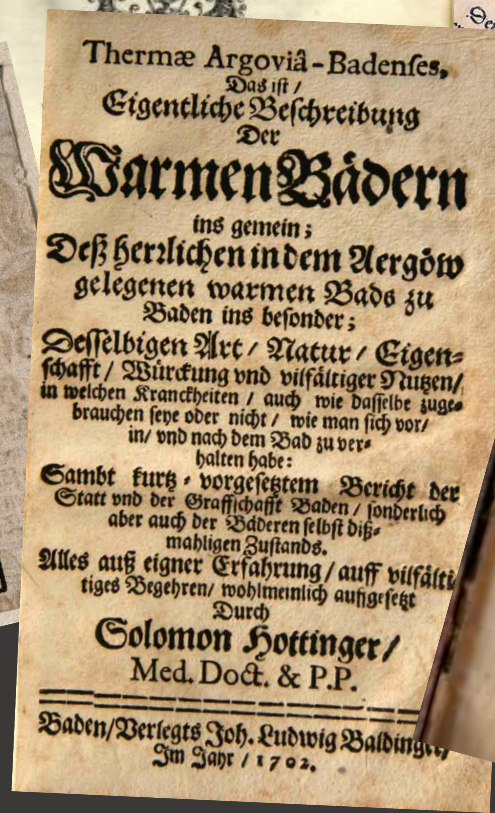 Thermæ Argoviâ-Badenses,
Das ist /
Eigentliche Beschreibung
Der
Warmen Bädern
ins gemein;
Deß herzlichen in dem Aergöw
gelegenen warmen Bads zu
Baden ins besonder;
Desselbigen Art / Natur / Eigen=
schafft / Würckung vnd vilfältiger Nutzen /
in welchen Kranckheiten / auch wie dasselbe zuge=
brauchen seye oder nicht / wie man sich vor /
in / vnd nach dem Bad zu ver=
halten habe:
Sambt kurtz = vorgesetztem Bericht der
Statt vnd der Graffschafft Baden / sonderlich
aber auch der Bäderen selbst diß=
mahligen Zustands.
Alles auß eigner Erfahrung / auff vilfälti
tiges Begehren / wohlmeinlich auffgesetzt
Durch
Solomon Hottinger /
Med. Doct. & P.P.
Baden / Verlegts Joh. Ludwig
Im Jahr / 1702.